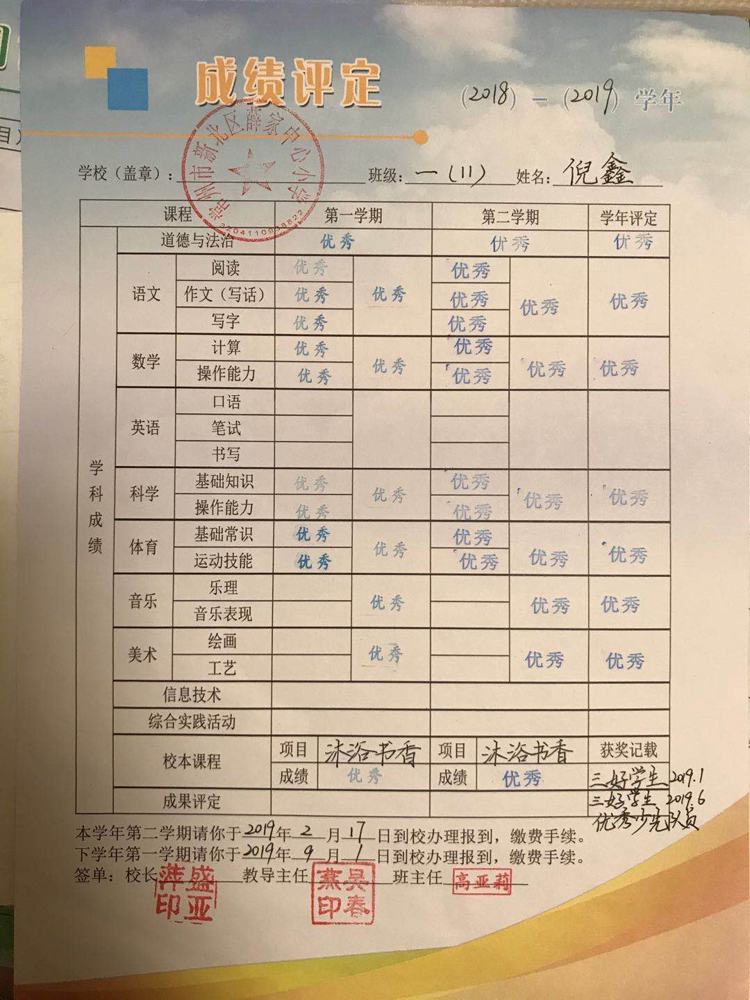 成绩评定
(2018) - (2019) 学年
常州市新北区薛家中心小学
学校（盖章）： 班级：一(11) 姓名：倪鑫
课程 第一学期 第二学期 学年评定
学科成绩
道德与法治 优秀 优秀 优秀
语文 阅读 优秀 优秀 优秀 优秀 优秀
作文（写话） 优秀 优秀
写字 优秀 优秀
数学 计算 优秀 优秀 优秀 优秀 优秀
操作能力 优秀 优秀
英语 口语
笔试
书写
科学 基础知识 优秀 优秀 优秀 优秀 优秀
操作能力 优秀 优秀
体育 基础常识 优秀 优秀 优秀 优秀 优秀
运动技能 优秀 优秀
音乐 乐理 优秀 优秀 优秀
音乐表现
美术 绘画 优秀 优秀 优秀
工艺
信息技术
综合实践活动
校本课程 项目 沐浴书香 项目 沐浴书香 获奖记载
成绩 优秀 成绩 优秀 三好学生 2019.1
成果评定 三好学生 2019.6
优秀少先队员
本学年第二学期请你于2019年2月17日到校办理报到，缴费手续。
下学年第一学期请你于2019年9月1日到校办理报到，缴费手续。
签单：校长 盛亚萍印 教导主任 吴春燕印 班主任 高亚莉